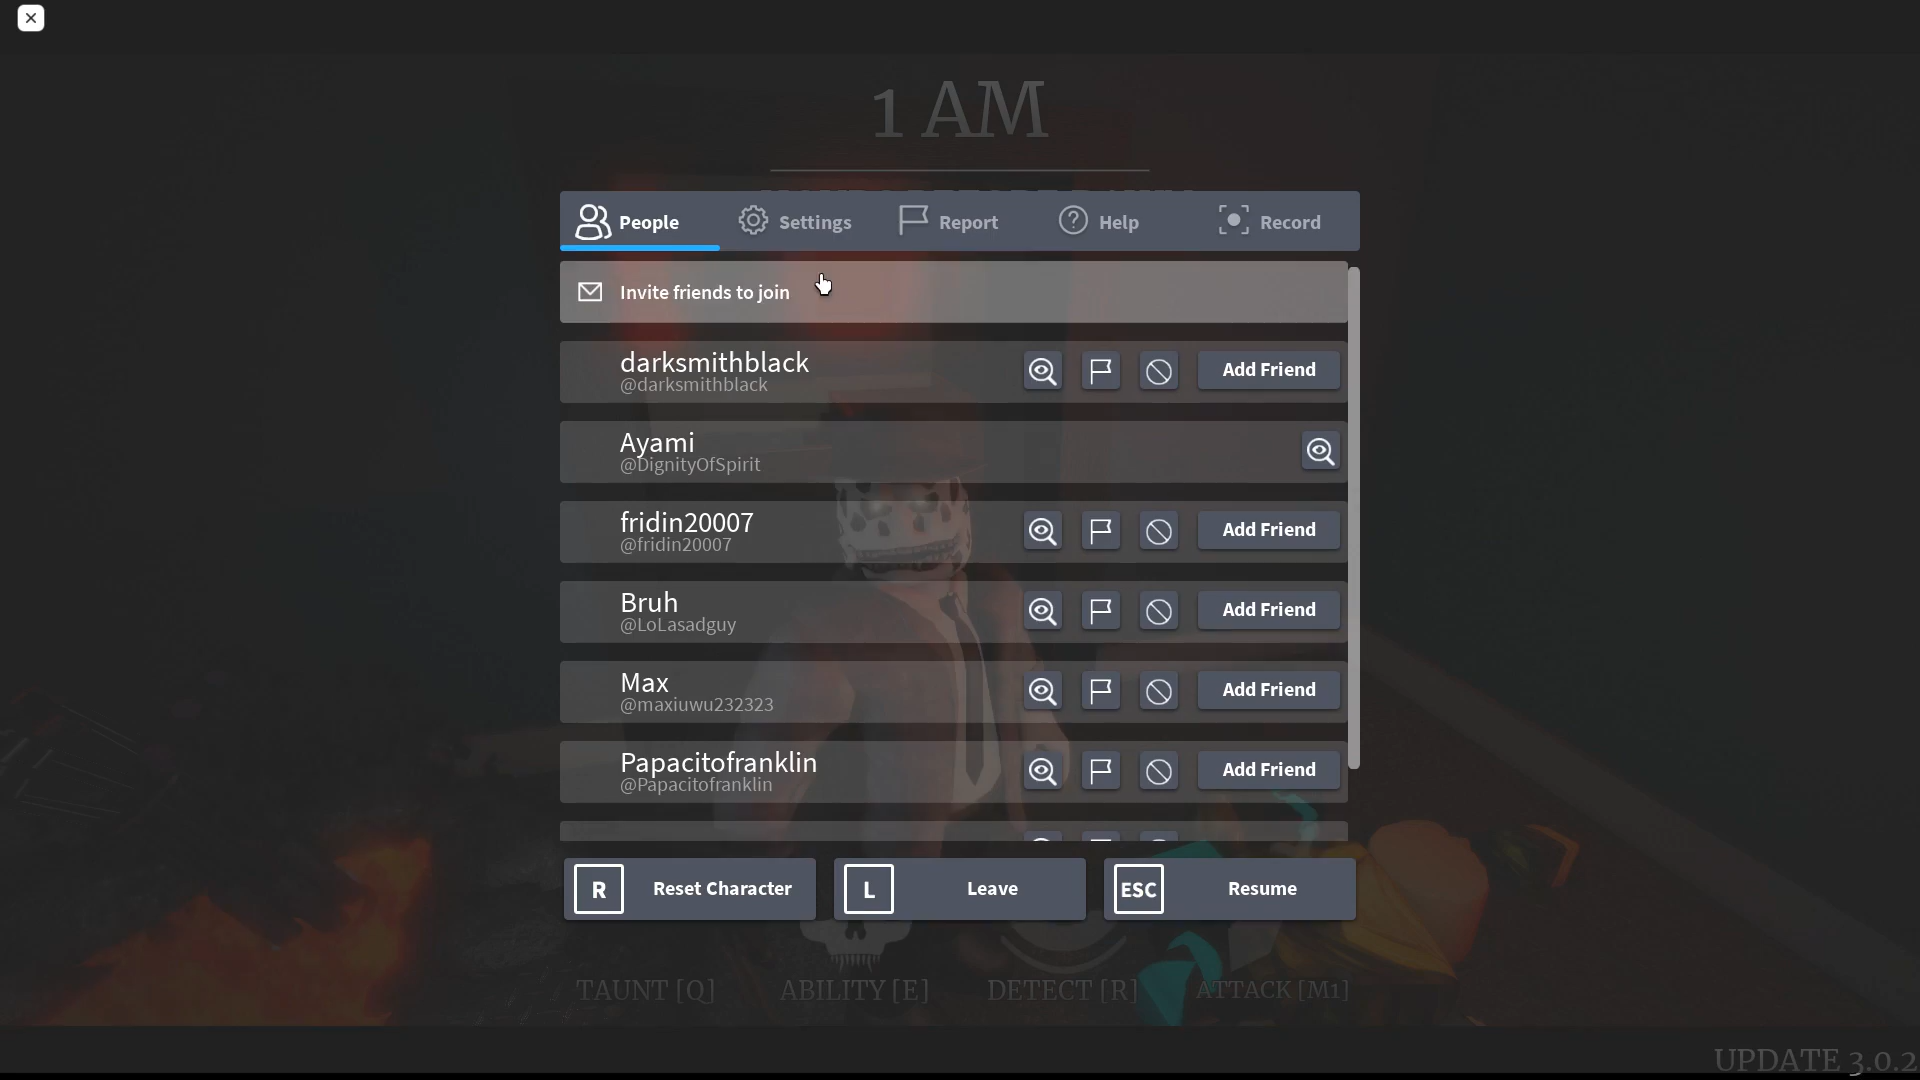 1 AM
People
Settings
Report
Help
Record
Invite friends to join
darksmithblack
@darksmithblack
Add Friend
Ayami
@DignityOfSpirit
fridin20007
@fridin20007
Add Friend
Bruh
@LoLasadguy
Add Friend
Max
@maxiuwu232323
Add Friend
Papacitofranklin
@Papacitofranklin
Add Friend
R
Reset Character
L
Leave
ESC
Resume
TAUNT [Q]
ABILITY [E]
DETECT [R]
ATTACK [M1]
UPDATE 3.0.2